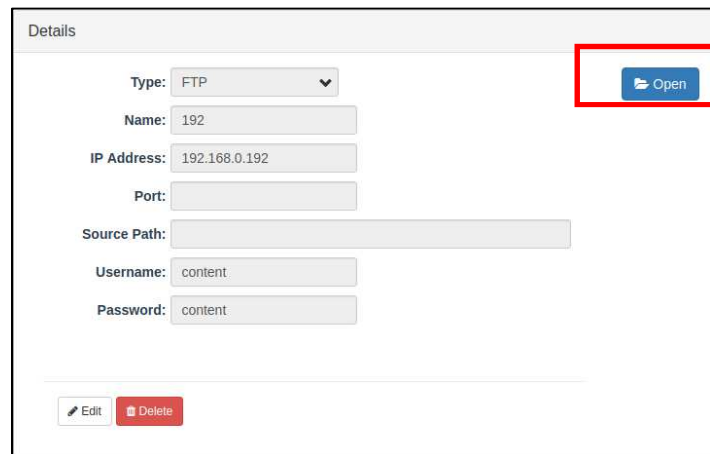 Details
Type: FTP
Open
Name: 192
IP Address: 192.168.0.192
Port:
Source Path:
Username: content
Password: content
Edit Delete